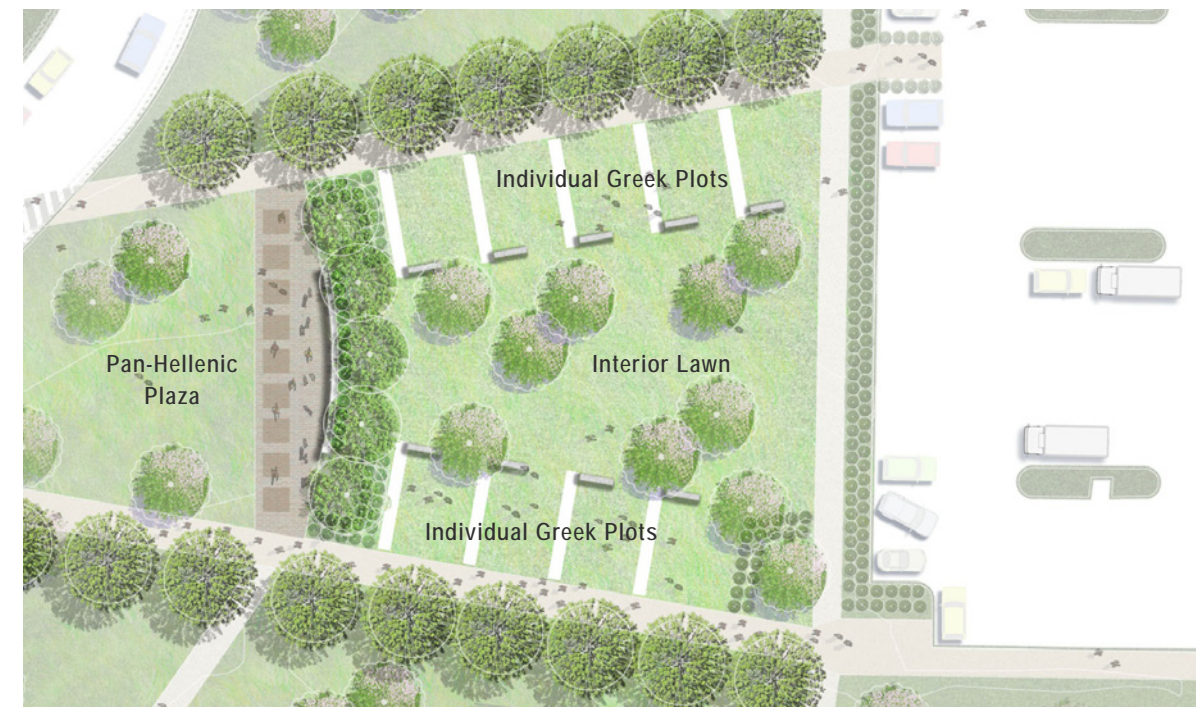 Individual Greek Plots
Pan-Hellenic
Plaza
Interior Lawn
Individual Greek Plots